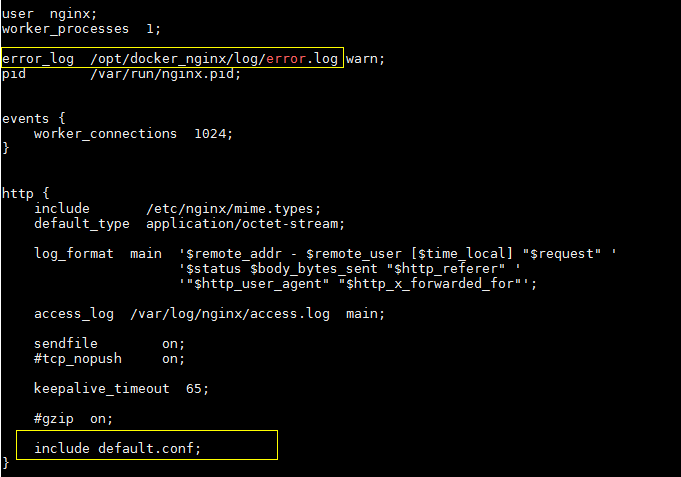 user  nginx;
worker_processes  1;
error_log  /opt/docker_nginx/log/error.log warn;
pid        /var/run/nginx.pid;
events {
    worker_connections  1024;
}
http {
    include       /etc/nginx/mime.types;
    default_type  application/octet-stream;
    log_format  main  '$remote_addr - $remote_user [$time_local] "$request" '
                      '$status $body_bytes_sent "$http_referer" '
                      '"$http_user_agent" "$http_x_forwarded_for"';
    access_log  /var/log/nginx/access.log  main;
    sendfile        on;
    #tcp_nopush     on;
    keepalive_timeout  65;
    #gzip  on;
    include default.conf;
}